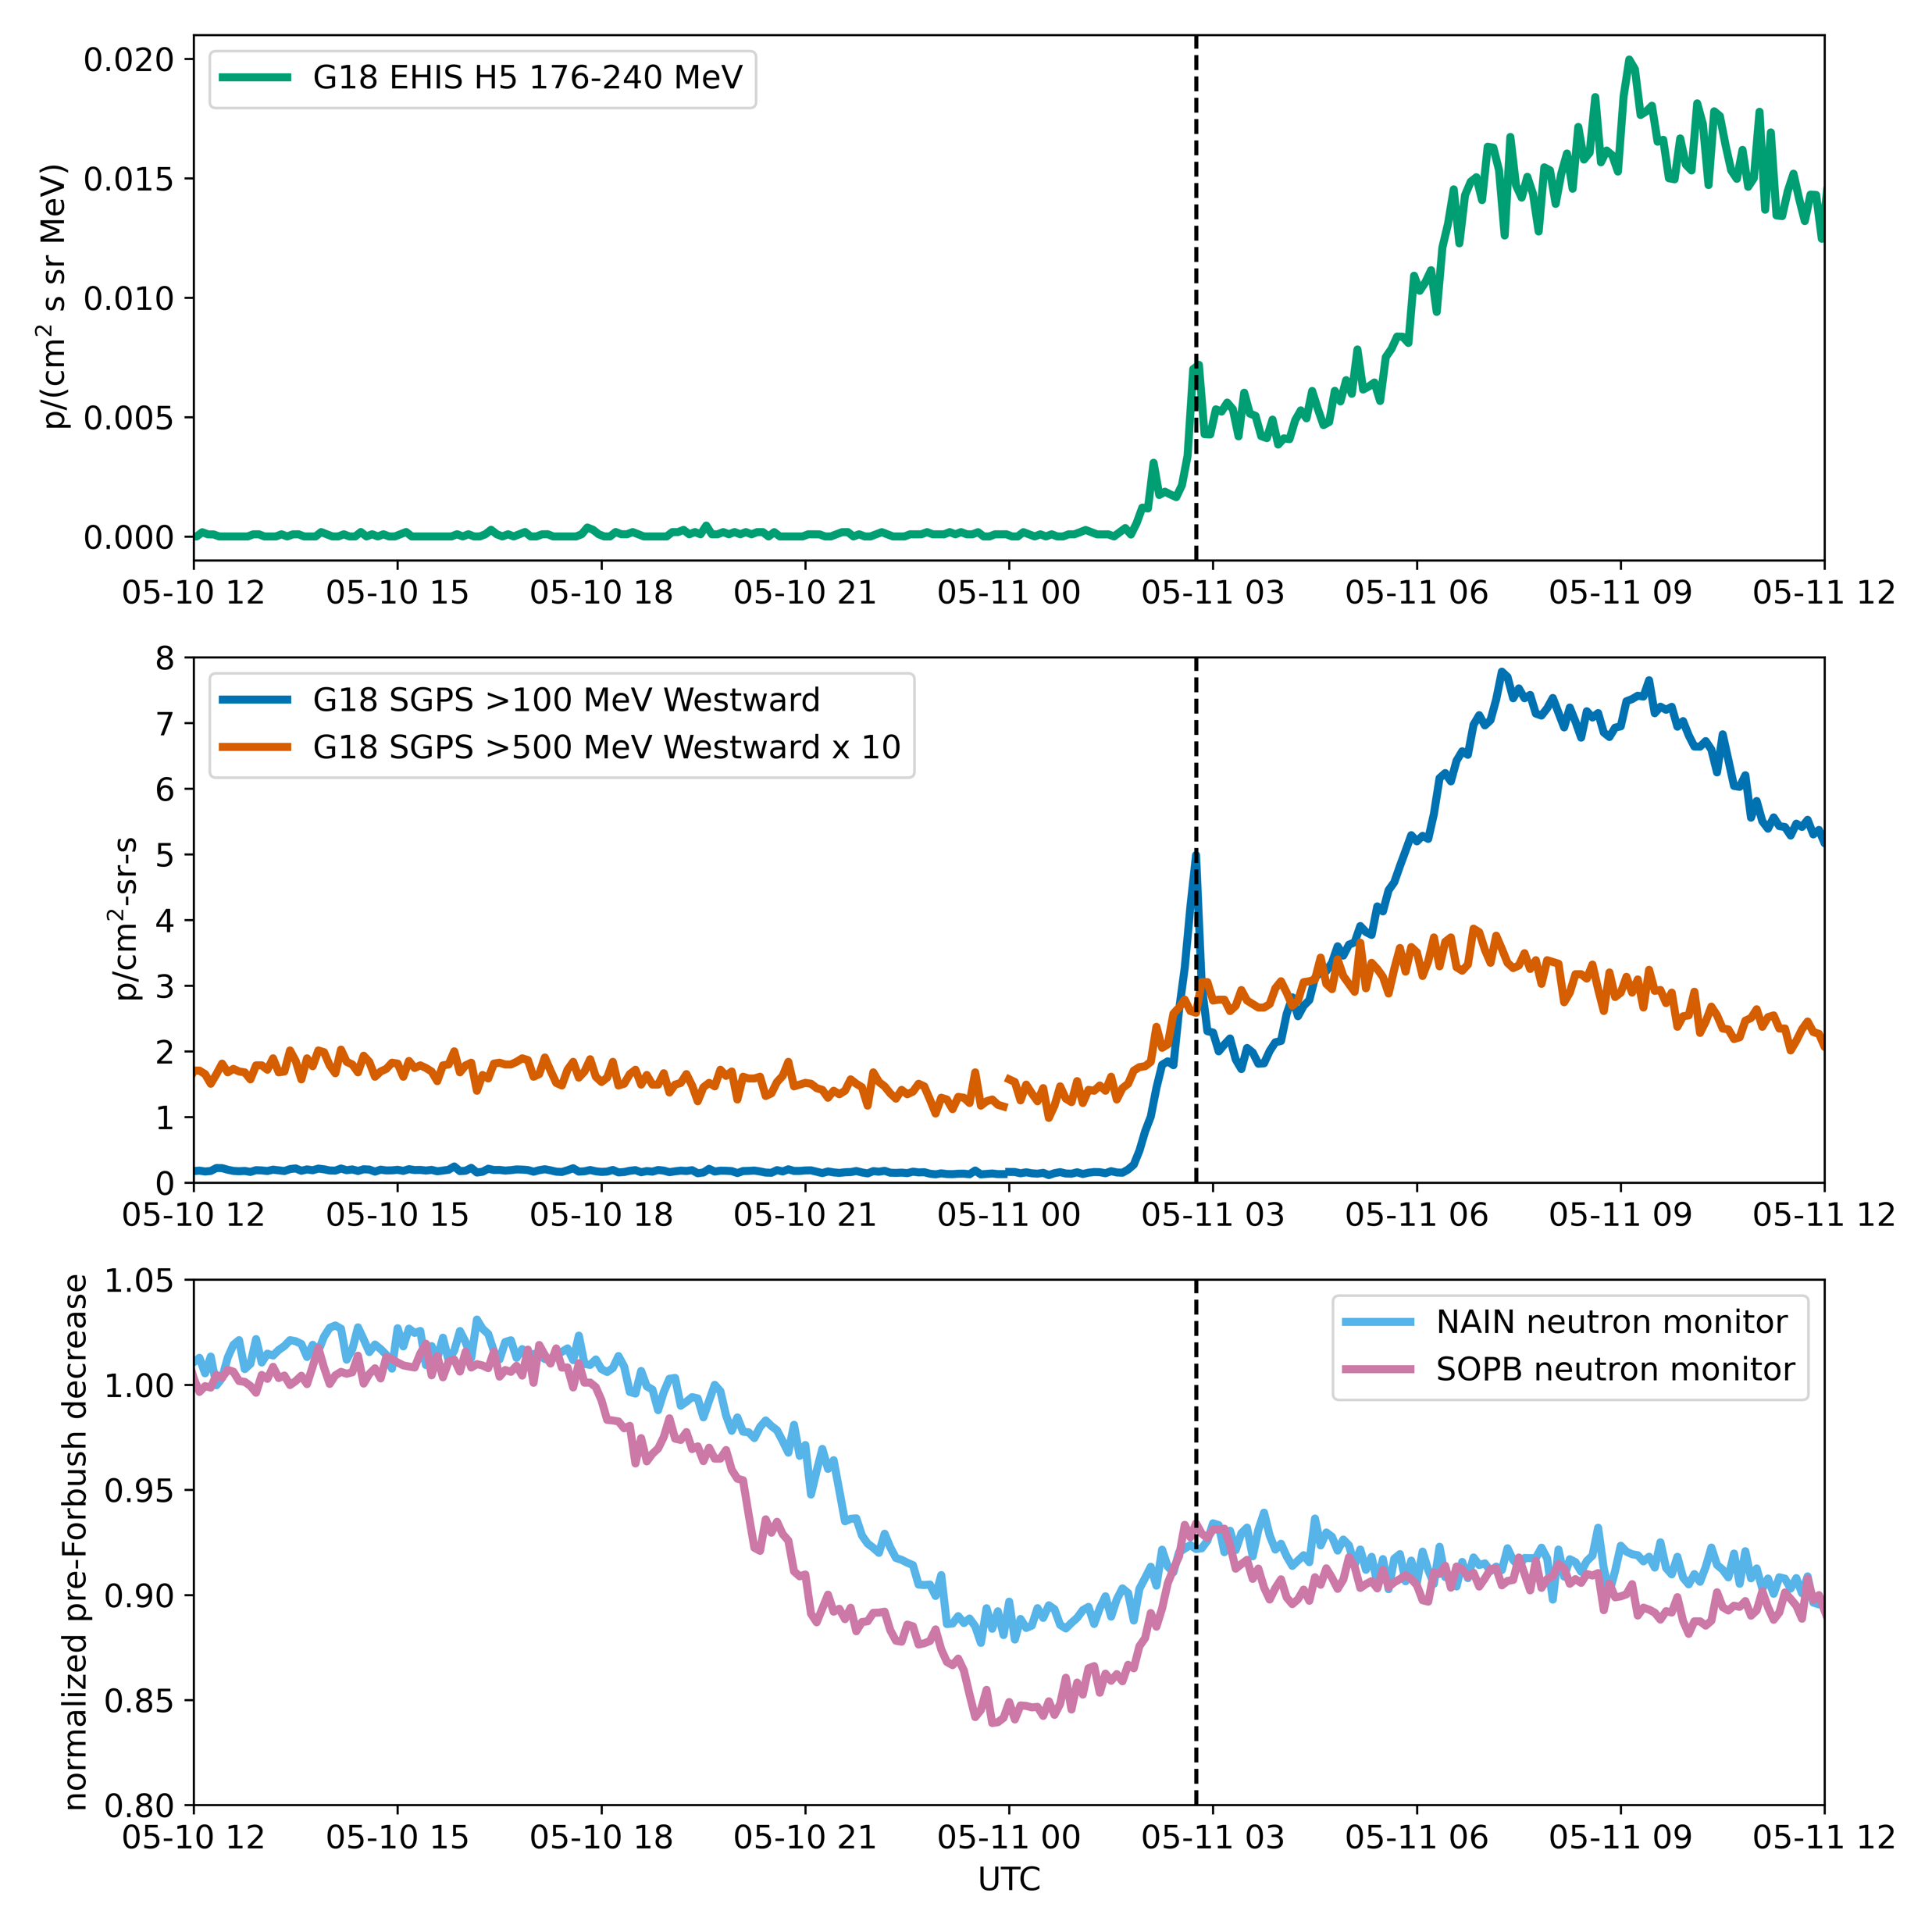 0.020
0.015
0.010
0.005
0.000
p/(cm² s sr MeV)
G18 EHIS H5 176-240 MeV
05-10 12 05-10 15 05-10 18 05-10 21 05-11 00 05-11 03 05-11 06 05-11 09 05-11 12
8
7
6
5
4
3
2
1
0
p/cm²-sr-s
G18 SGPS >100 MeV Westward
G18 SGPS >500 MeV Westward x 10
05-10 12 05-10 15 05-10 18 05-10 21 05-11 00 05-11 03 05-11 06 05-11 09 05-11 12
1.05
1.00
0.95
0.90
0.85
0.80
normalized pre-Forbush decrease
NAIN neutron monitor
SOPB neutron monitor
05-10 12 05-10 15 05-10 18 05-10 21 05-11 00 05-11 03 05-11 06 05-11 09 05-11 12
UTC